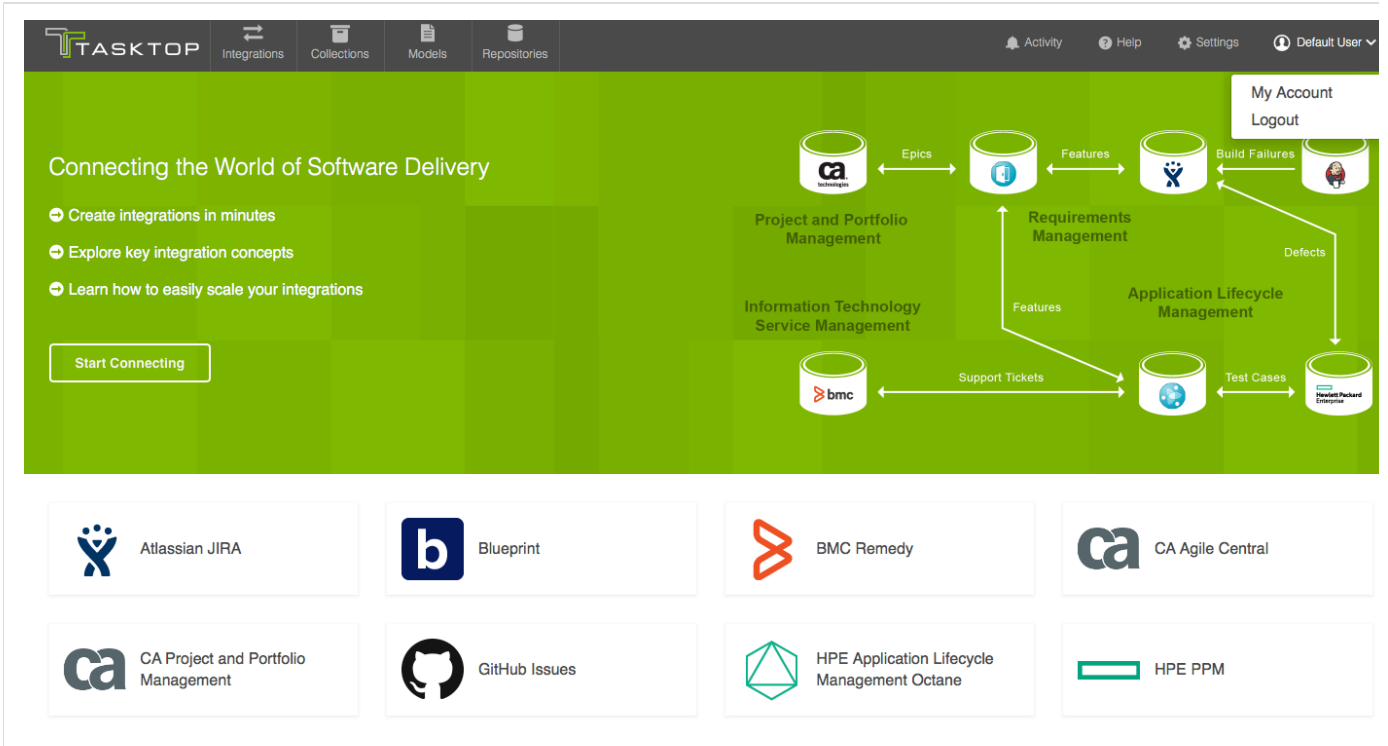 TASKTOP
Integrations
Collections
Models
Repositories
Activity
Help
Settings
Default User
My Account
Logout
Connecting the World of Software Delivery
Create integrations in minutes
Explore key integration concepts
Learn how to easily scale your integrations
Start Connecting
ca
technologies
Epics
Features
Build Failures
Project and Portfolio
Management
Requirements
Management
Defects
Information Technology
Service Management
Features
Application Lifecycle
Management
bmc
Support Tickets
Test Cases
Hewlett Packard
Enterprise
Atlassian JIRA
b
Blueprint
BMC Remedy
ca
CA Agile Central
ca
CA Project and Portfolio
Management
GitHub Issues
HPE Application Lifecycle
Management Octane
HPE PPM